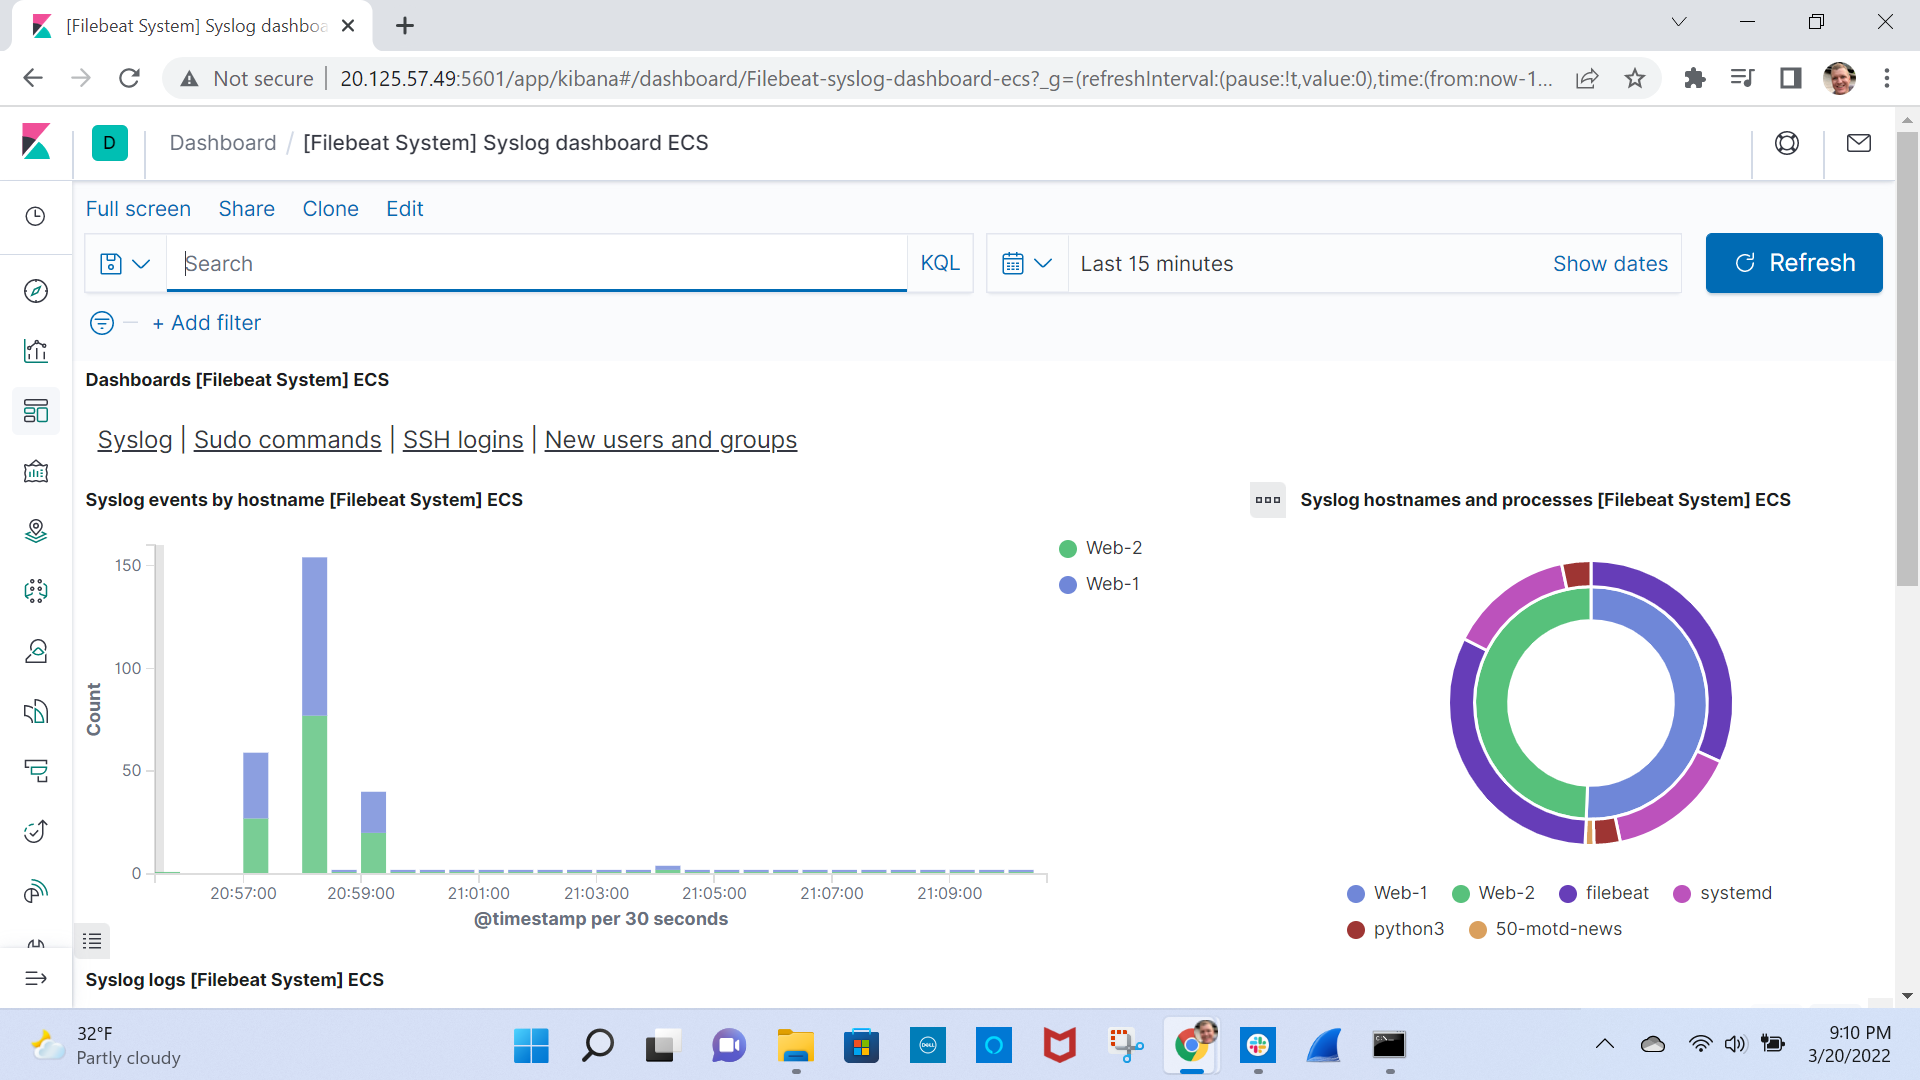 [Filebeat System] Syslog dashboa
Not secure
20.125.57.49:5601/app/kibana#/dashboard/Filebeat-syslog-dashboard-ecs?_g=(refreshInterval:(pause:!t,value:0),time:(from:now-1...
D
Dashboard / [Filebeat System] Syslog dashboard ECS
Full screen Share Clone Edit
Search KQL
Last 15 minutes Show dates
Refresh
+ Add filter
Dashboards [Filebeat System] ECS
Syslog | Sudo commands | SSH logins | New users and groups
Syslog events by hostname [Filebeat System] ECS
150
100
50
0
Count
20:57:00 20:59:00 21:01:00 21:03:00 21:05:00 21:07:00 21:09:00
@timestamp per 30 seconds
Web-2
Web-1
Syslog hostnames and processes [Filebeat System] ECS
Web-1 Web-2 filebeat systemd
python3 50-motd-news
Syslog logs [Filebeat System] ECS
32°F
Partly cloudy
DELL
9:10 PM
3/20/2022